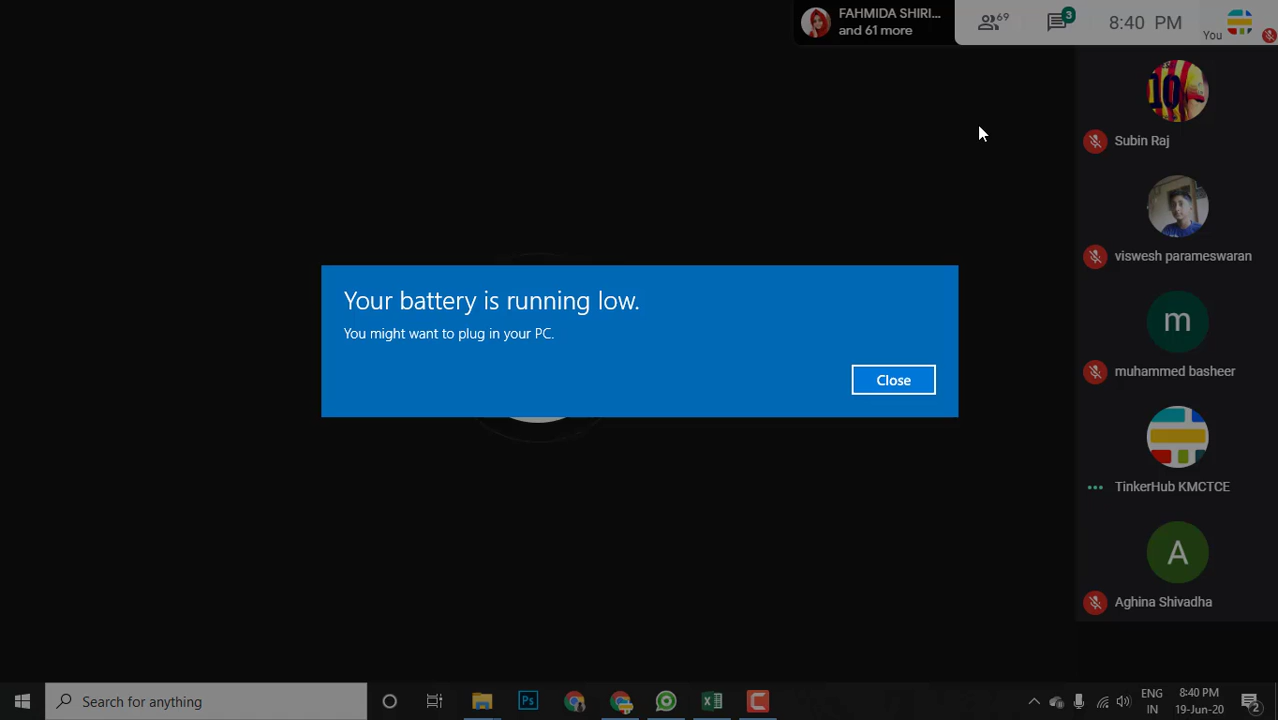 FAHMIDA SHIRI...
and 61 more
69
3
8:40 PM
You
10
Subin Raj
viswesh parameswaran
m
muhammed basheer
TinkerHub KMCTCE
A
Aghina Shivadha
Your battery is running low.
You might want to plug in your PC.
Close
Search for anything
Ps
ENG
IN
8:40 PM
19-Jun-20
2